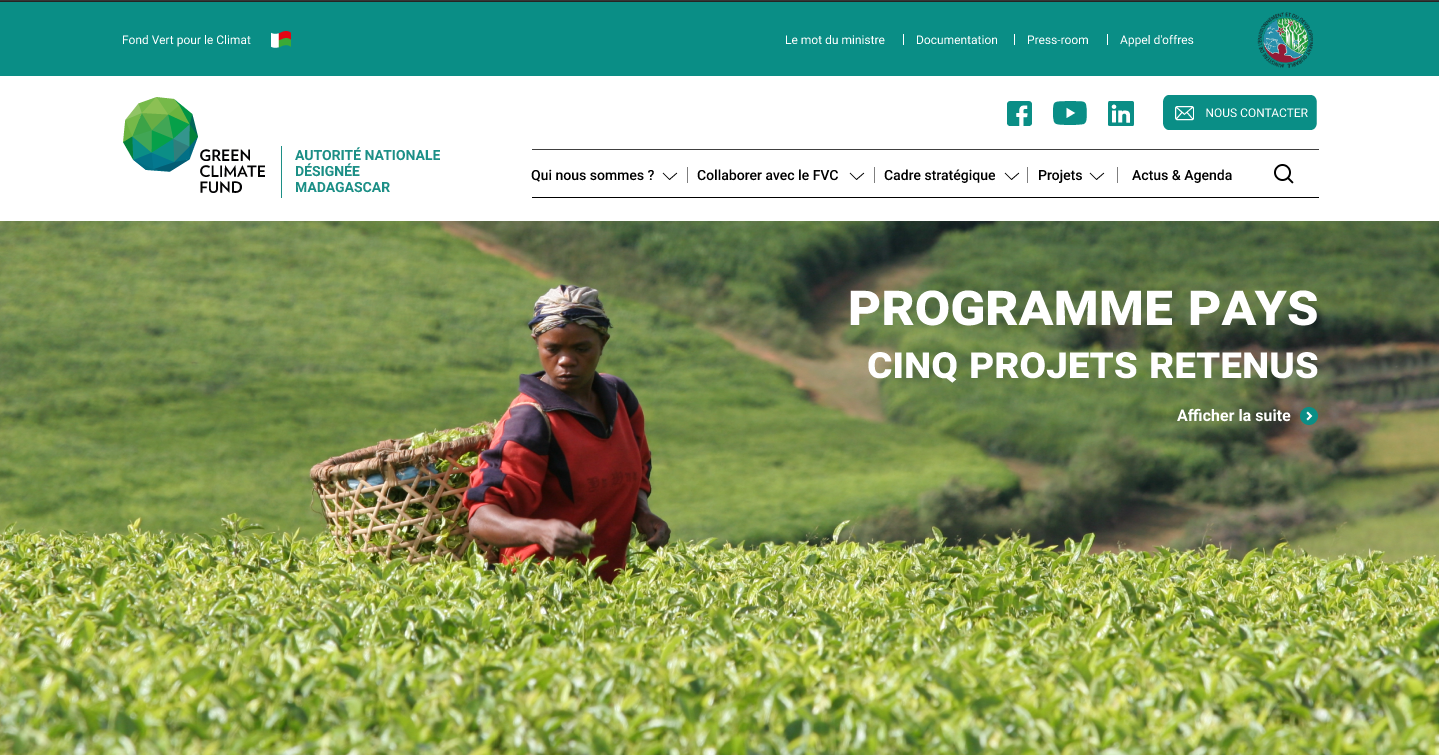 Fond Vert pour le Climat
Le mot du ministre
Documentation
Press-room
Appel d'offres
GREEN
CLIMATE
FUND
AUTORITÉ NATIONALE
DÉSIGNÉE
MADAGASCAR
NOUS CONTACTER
Qui nous sommes ?
Collaborer avec le FVC
Cadre stratégique
Projets
Actus & Agenda
PROGRAMME PAYS
CINQ PROJETS RETENUS
Afficher la suite